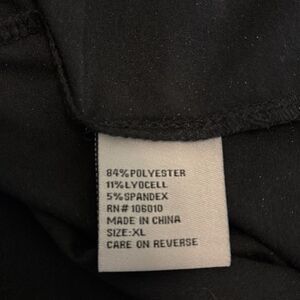 84%POLYESTER
11%LYOCELL
5%SPANDEX
RN# 106010
MADE IN CHINA
SIZE:XL
CARE ON REVERSE